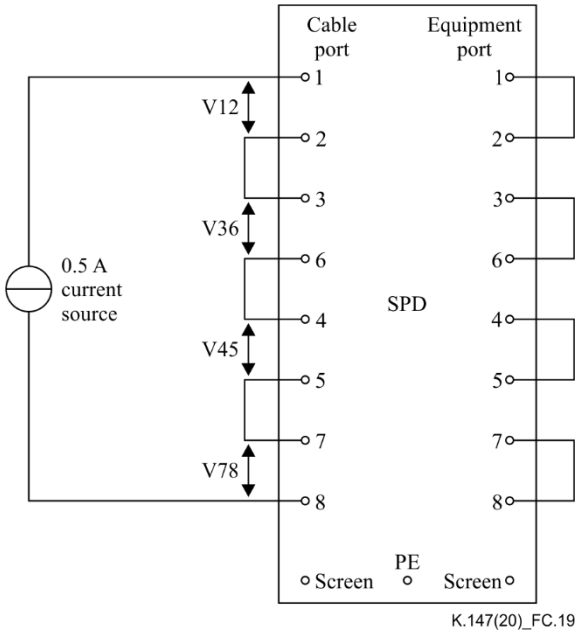 Cable
port
Equipment
port
1
1
V12
2
2
3
3
V36
6
6
0.5 A
current
source
SPD
4
4
V45
5
5
7
7
V78
8
8
PE
Screen
Screen
K.147(20)_FC.19